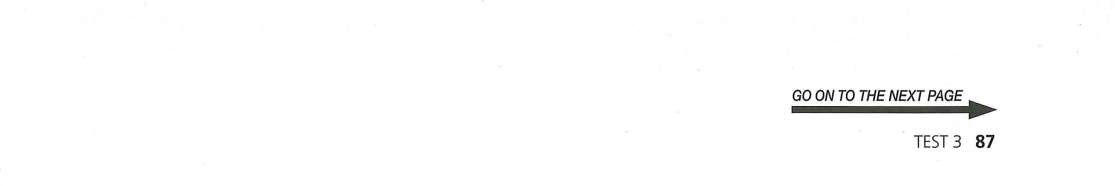 GO ON TO THE NEXT PAGE
TEST 3 87